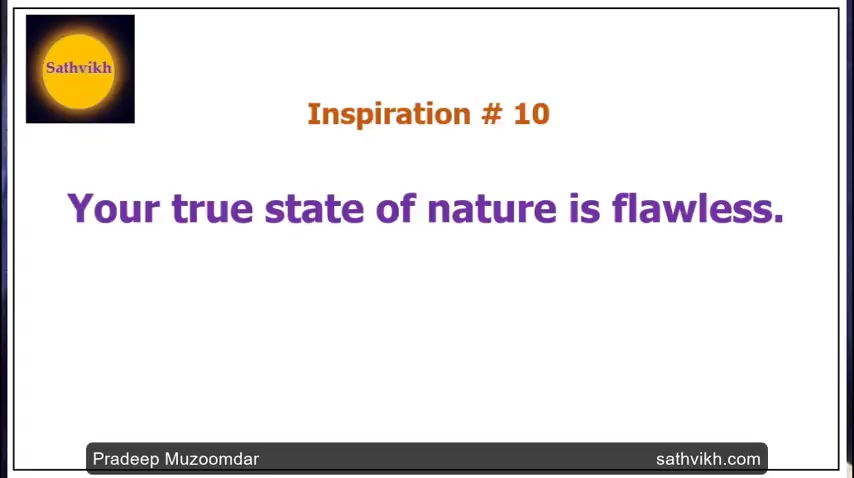 Sathvikh
Inspiration # 10
Your true state of nature is flawless.
Pradeep Muzoomdar sathvikh.com